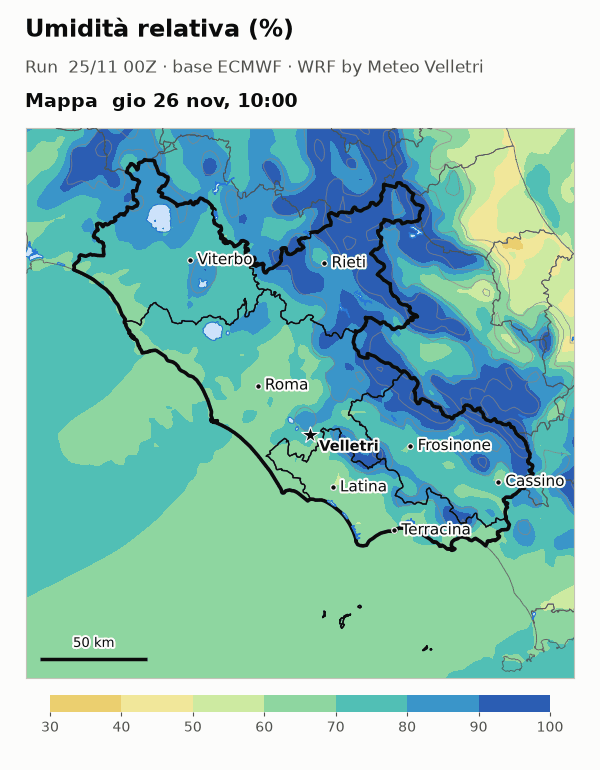 Umidità relativa (%)
Run  25/11 00Z · base ECMWF · WRF by Meteo Velletri
Mappa  gio 26 nov, 10:00
Viterbo
Rieti
Roma
Velletri
Frosinone
Latina
Cassino
Terracina
50 km
30 40 50 60 70 80 90 100